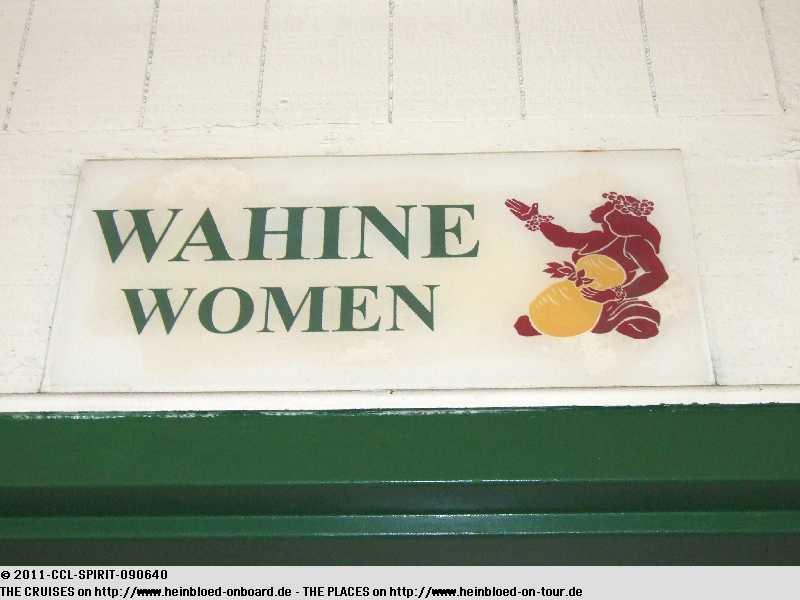 WAHINE
WOMEN
© 2011-CCL-SPIRIT-090640
THE CRUISES on http://www.heinbloed-onboard.de - THE PLACES on http://www.heinbloed-on-tour.de